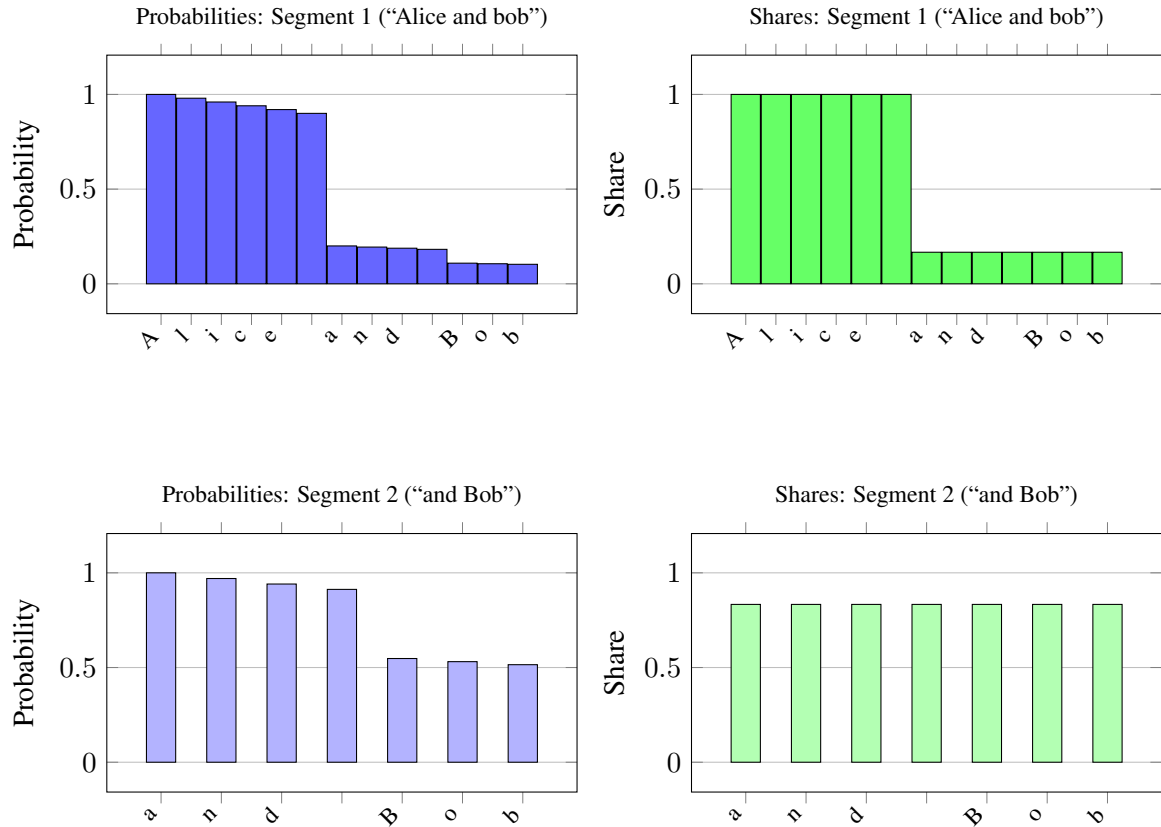 Probabilities: Segment 1 (“Alice and bob”)
Probability
1
0.5
0
A l i c e a n d B o b
Shares: Segment 1 (“Alice and bob”)
Share
1
0.5
0
A l i c e a n d B o b
Probabilities: Segment 2 (“and Bob”)
Probability
1
0.5
0
a n d B o b
Shares: Segment 2 (“and Bob”)
Share
1
0.5
0
a n d B o b